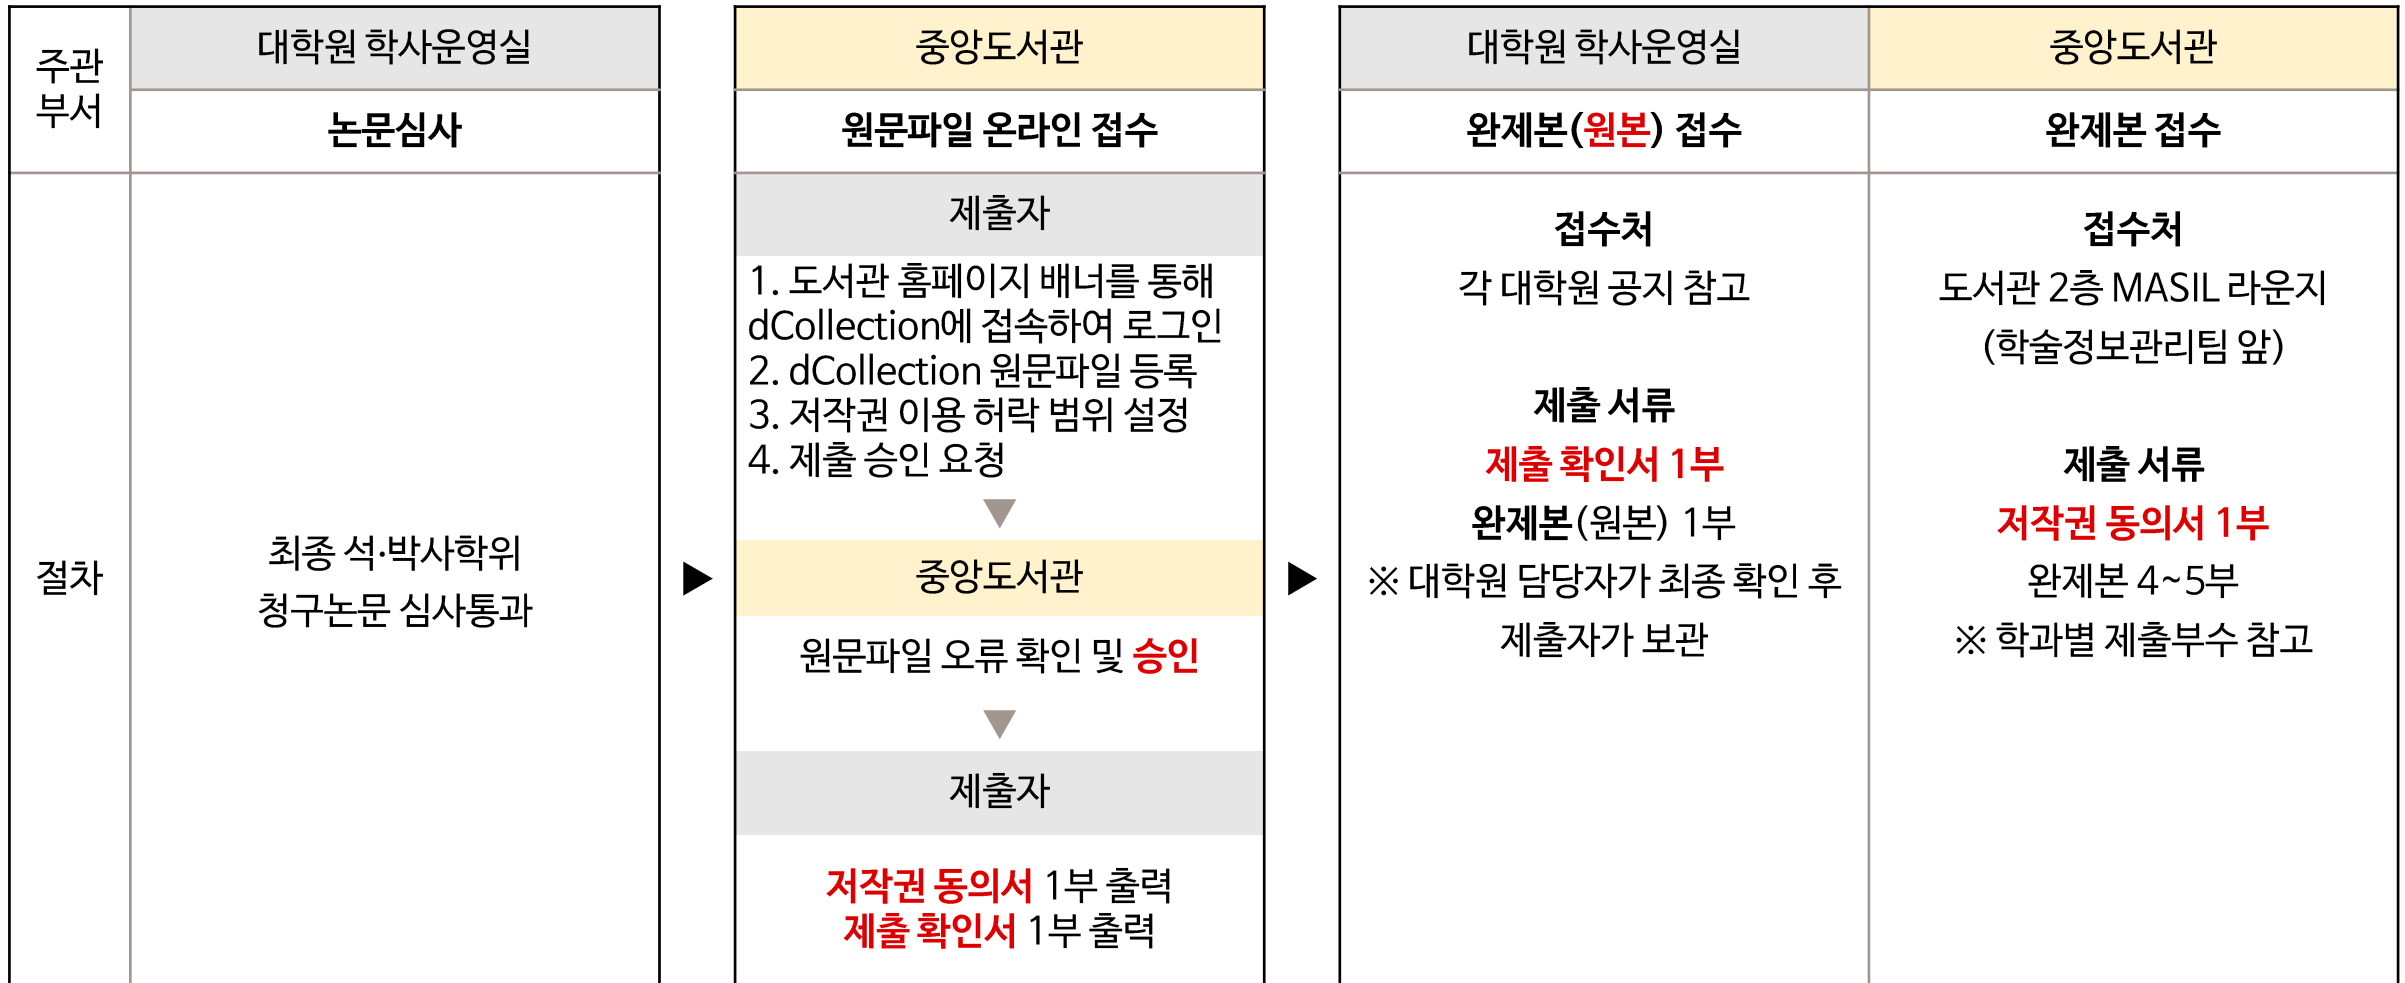 주관
부서
대학원 학사운영실
논문심사
절차
최종 석·박사학위
청구논문 심사통과
▶
중앙도서관
원문파일 온라인 접수
제출자
1. 도서관 홈페이지 배너를 통해
dCollection에 접속하여 로그인
2. dCollection 원문파일 등록
3. 저작권 이용 허락 범위 설정
4. 제출 승인 요청
▼
중앙도서관
원문파일 오류 확인 및 승인
▼
제출자
저작권 동의서 1부 출력
제출 확인서 1부 출력
▶
대학원 학사운영실
완제본(원본) 접수
접수처
각 대학원 공지 참고
제출 서류
제출 확인서 1부
완제본(원본) 1부
※ 대학원 담당자가 최종 확인 후
제출자가 보관
중앙도서관
완제본 접수
접수처
도서관 2층 MASIL 라운지
(학술정보관리팀 앞)
제출 서류
저작권 동의서 1부
완제본 4~5부
※ 학과별 제출부수 참고